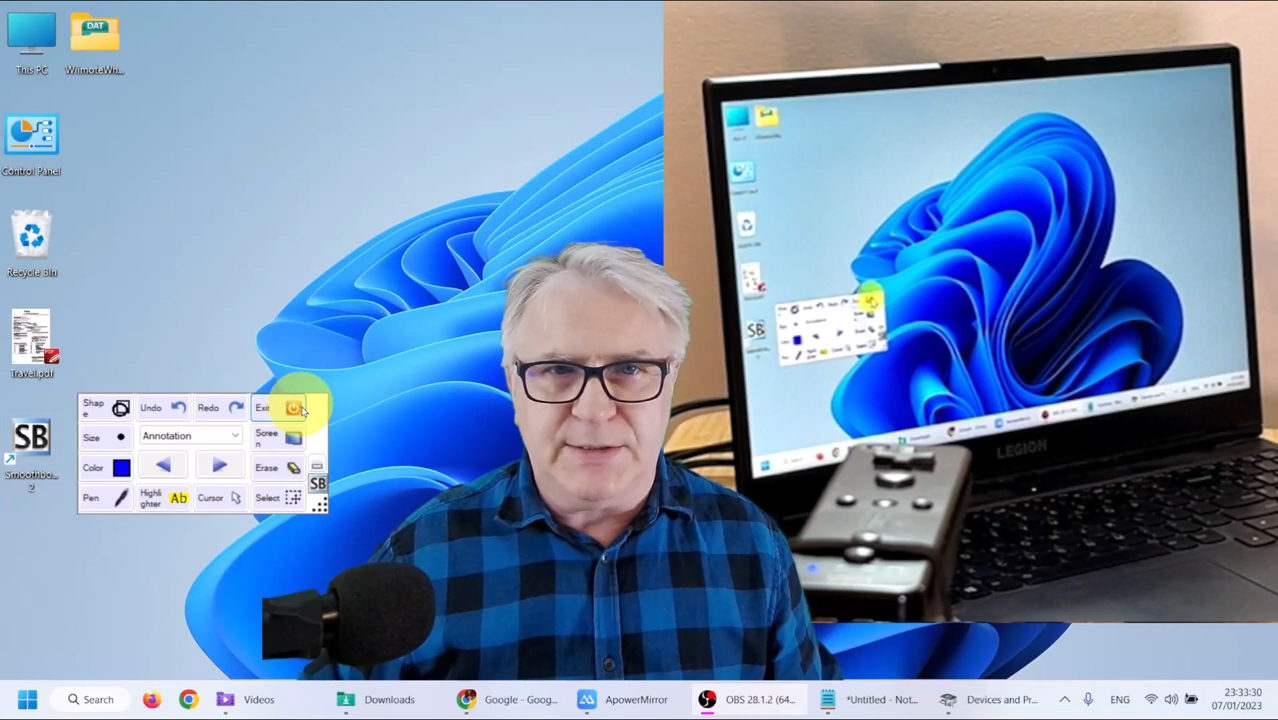 This PC
WiimoteWh...
DAT
Control Panel
Recycle Bin
Travel.pdf
SB
Smoothbo...
2
Shap
e
Undo
Redo
Exit
Size
Annotation
Scree
n
Color
Erase
SB
Pen
Highli
ghter
Ab
Cursor
Select
SB
LEGION
Search
Videos
Downloads
Google - Goog...
ApowerMirror
OBS 28.1.2 (64...
*Untitled - Not...
Devices and Pr...
ENG
23:33:30
07/01/2023